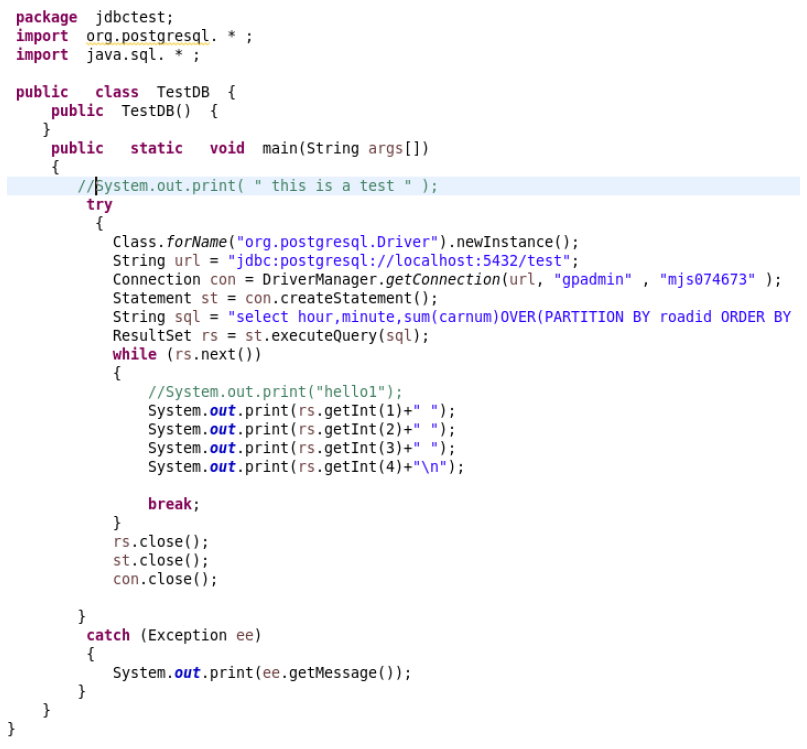 package jdbctest;
import org.postgresql. * ;
import java.sql. * ;
public class TestDB {
public TestDB() {
}
public static void main(String args[])
{
//System.out.print( " this is a test " );
try
{
Class.forName("org.postgresql.Driver").newInstance();
String url = "jdbc:postgresql://localhost:5432/test";
Connection con = DriverManager.getConnection(url, "gpadmin" , "mjs074673" );
Statement st = con.createStatement();
String sql = "select hour,minute,sum(carnum)OVER(PARTITION BY roadid ORDER BY
ResultSet rs = st.executeQuery(sql);
while (rs.next())
{
//System.out.print("hello1");
System.out.print(rs.getInt(1)+" ");
System.out.print(rs.getInt(2)+" ");
System.out.print(rs.getInt(3)+" ");
System.out.print(rs.getInt(4)+"\n");
break;
}
rs.close();
st.close();
con.close();
}
catch (Exception ee)
{
System.out.print(ee.getMessage());
}
}
}